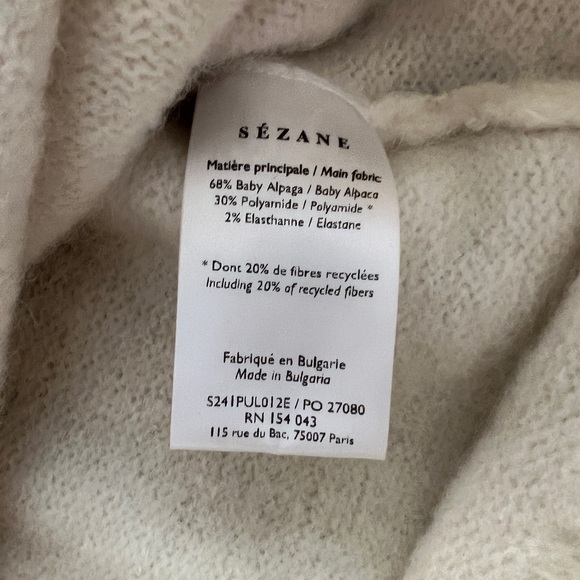 SÉZANE
Matière principale / Main fabric
68% Baby Alpaga / Baby Alpaca
30% Polyamide / Polyamide *
2% Elasthanne / Elastane
* Dont 20% de fibres recyclées
Including 20% of recycled fibers
Fabriqué en Bulgarie
Made in Bulgaria
S241PUL012E / PO 27080
RN 154 043
115 rue du Bac, 75007 Paris